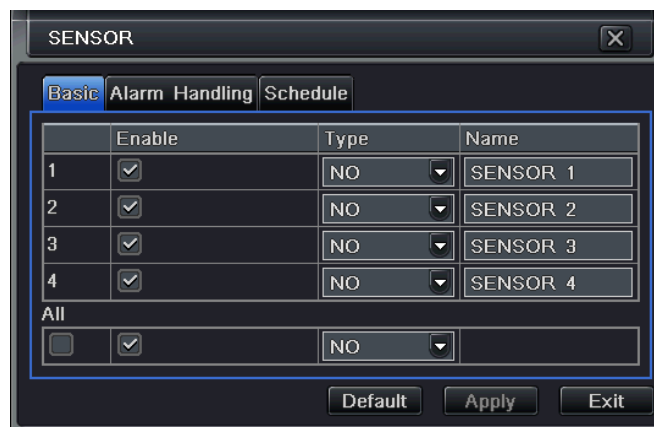 SENSOR
Basic Alarm Handling Schedule
Enable Type Name
1 NO SENSOR 1
2 NO SENSOR 2
3 NO SENSOR 3
4 NO SENSOR 4
All
NO
Default Apply Exit